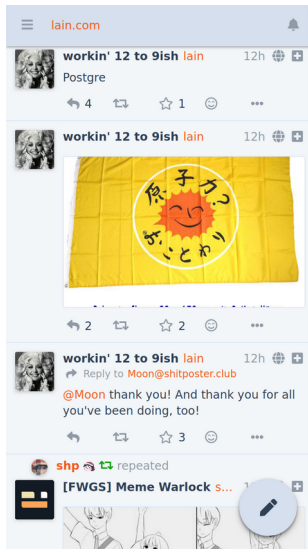 lain.com
workin' 12 to 9ish lain 12h
Postgre
4 1
workin' 12 to 9ish lain 12h
原子力?
おことわり
2 2
workin' 12 to 9ish lain 12h
Reply to Moon@shitposter.club
@Moon thank you! And thank you for all
you've been doing, too!
3
shp repeated
[FWGS] Meme Warlock s...